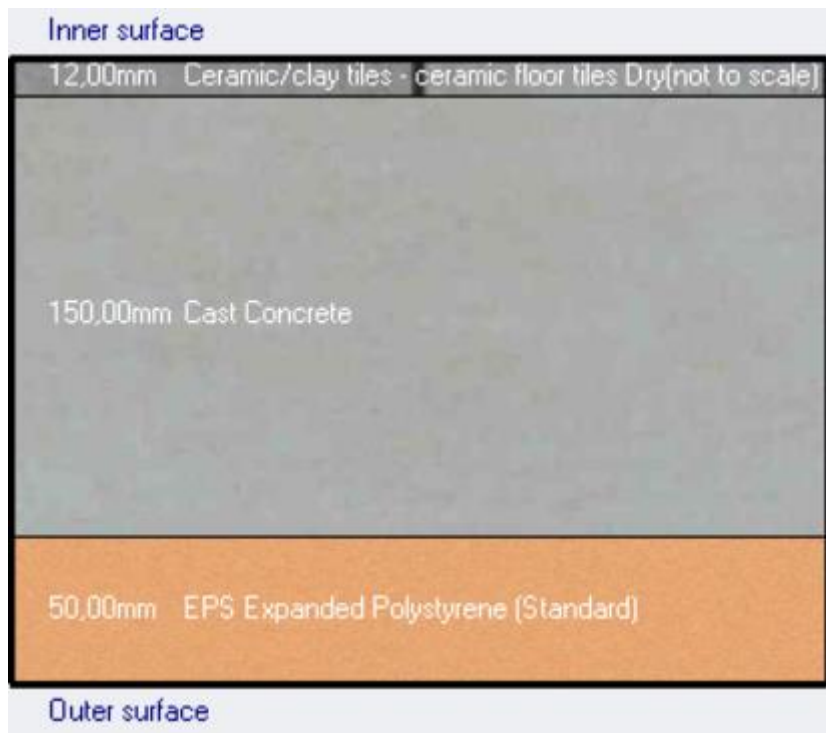 Inner surface
12,00mm Ceramic/clay tiles - ceramic floor tiles Dry(not to scale)
150,00mm Cast Concrete
50,00mm EPS Expanded Polystyrene (Standard)
Outer surface